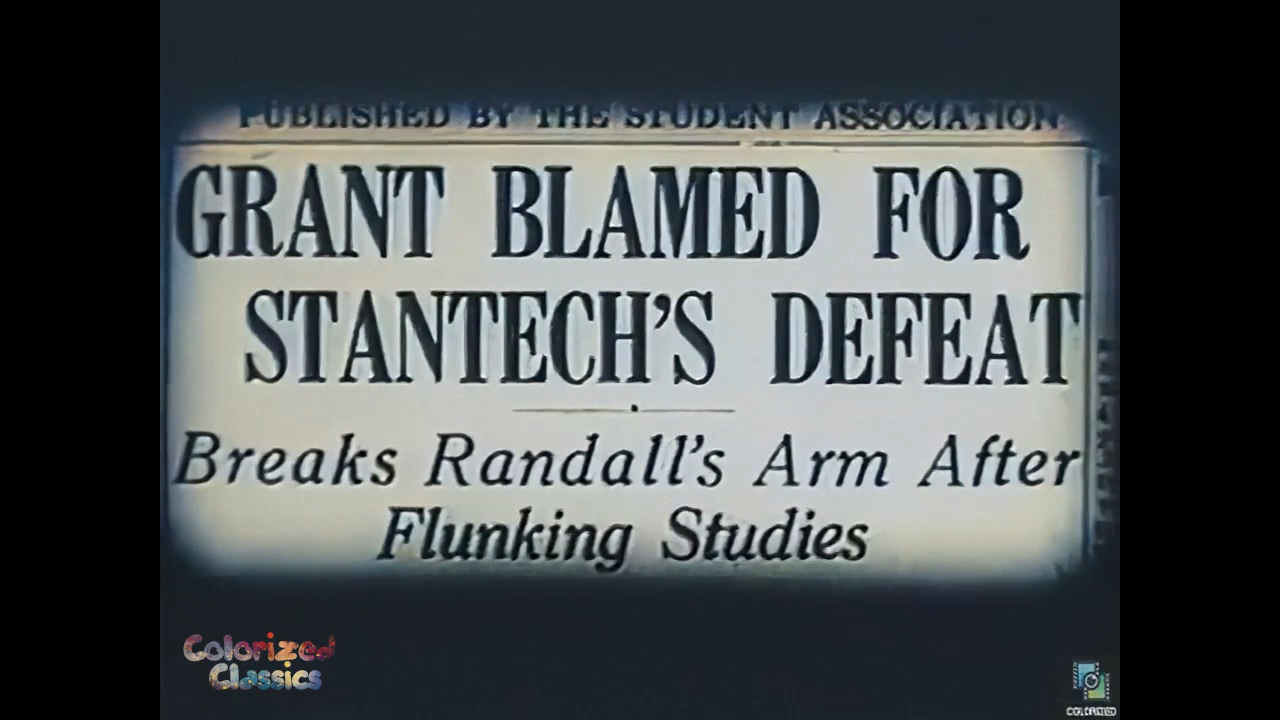 PUBLISHED BY THE STUDENT ASSOCIATION
GRANT BLAMED FOR
STANTECH'S DEFEAT
Breaks Randall's Arm After
Flunking Studies
Colorized
Classics